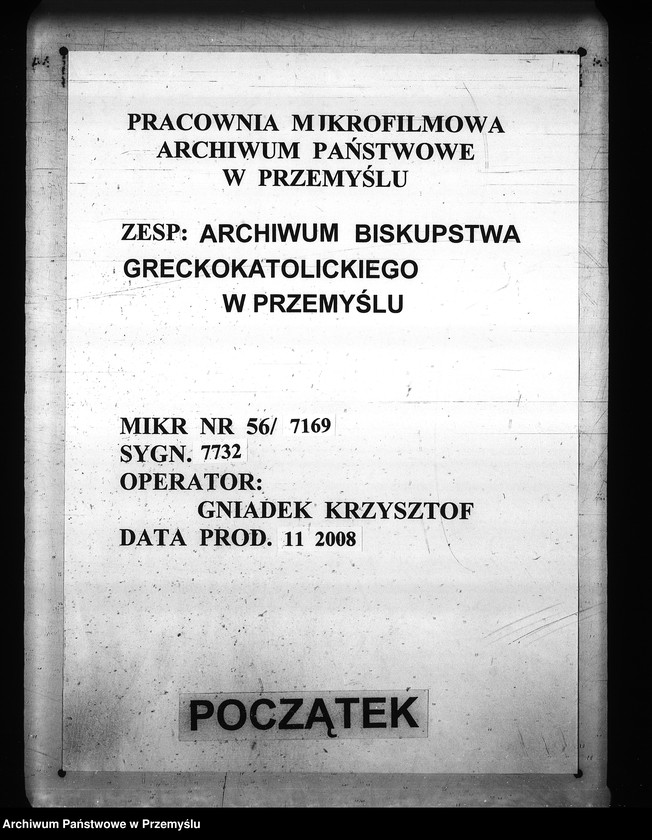 PRACOWNIA MIKROFILMOWA
ARCHIWUM PAŃSTWOWE
W PRZEMYŚLU
ZESP: ARCHIWUM BISKUPSTWA
GRECKOKATOLICKIEGO
W PRZEMYŚLU
MIKR NR 56/ 7169
SYGN. 7732
OPERATOR:
GNIADEK KRZYSZTOF
DATA PROD. 11 2008
POCZĄTEK
Archiwum Państwowe w Przemyślu